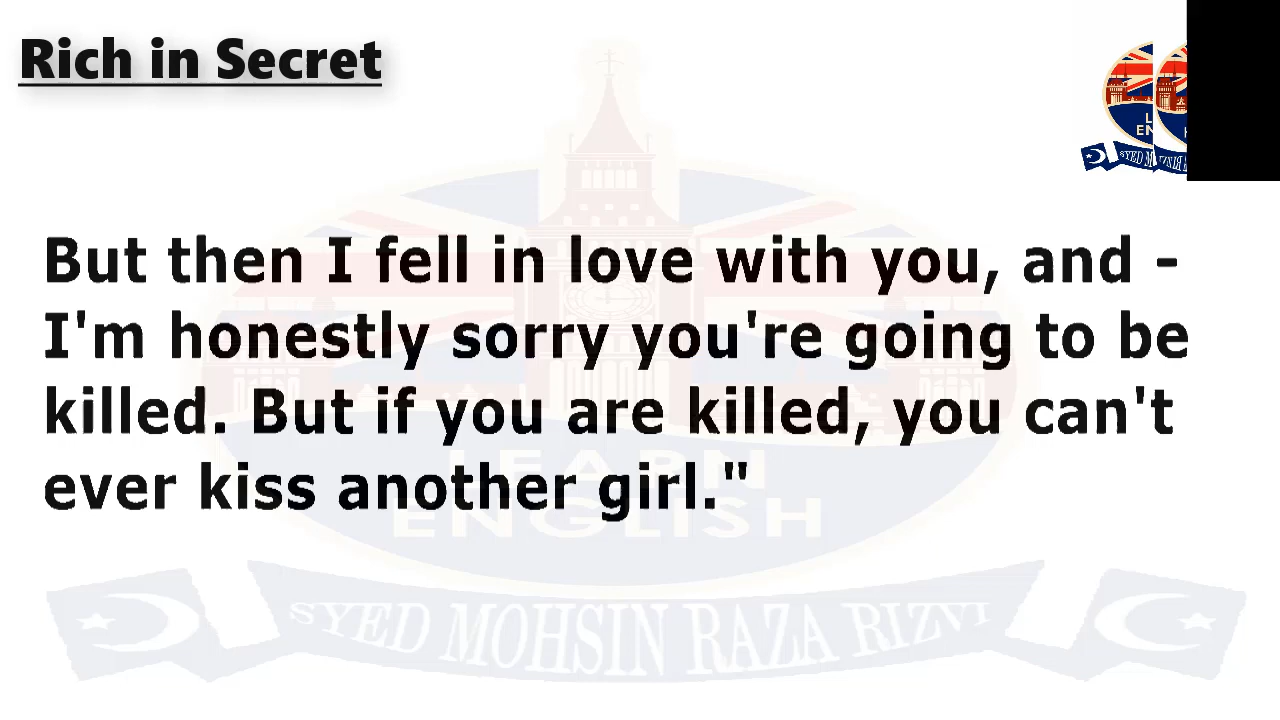 Rich in Secret
But then I fell in love with you, and -
I'm honestly sorry you're going to be
killed. But if you are killed, you can't
ever kiss another girl."
LEARN
ENGLISH
SYED MOHSIN RAZA RIZVI